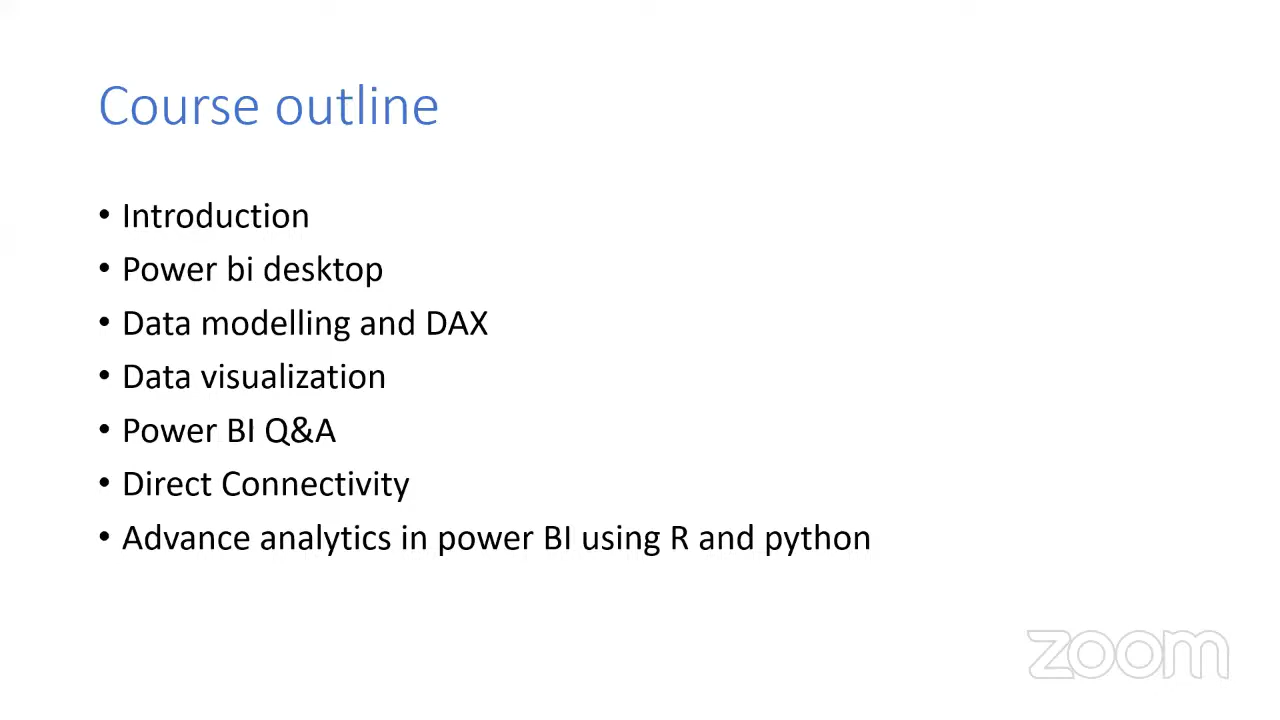 Course outline
• Introduction
• Power bi desktop
• Data modelling and DAX
• Data visualization
• Power BI Q&A
• Direct Connectivity
• Advance analytics in power BI using R and python
zoom